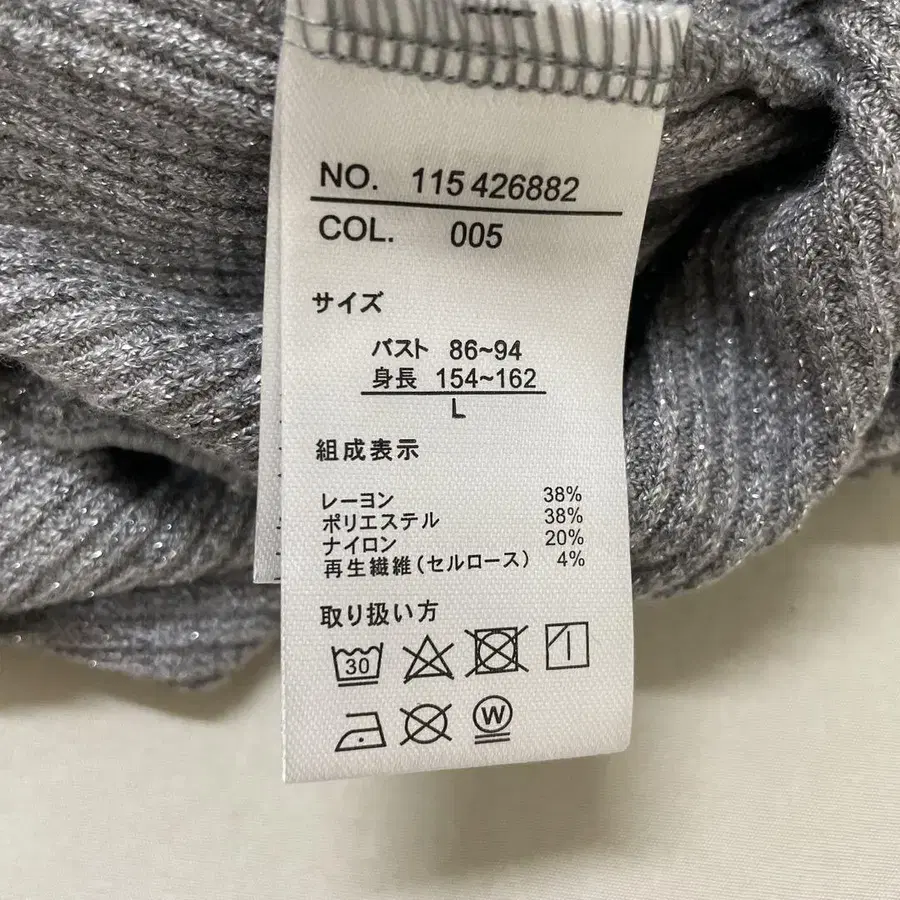 NO. 115 426882
COL. 005
サイズ
バスト 86~94
身長 154~162
L
組成表示
レーヨン 38%
ポリエステル 38%
ナイロン 20%
再生繊維(セルロース) 4%
取り扱い方
30
W